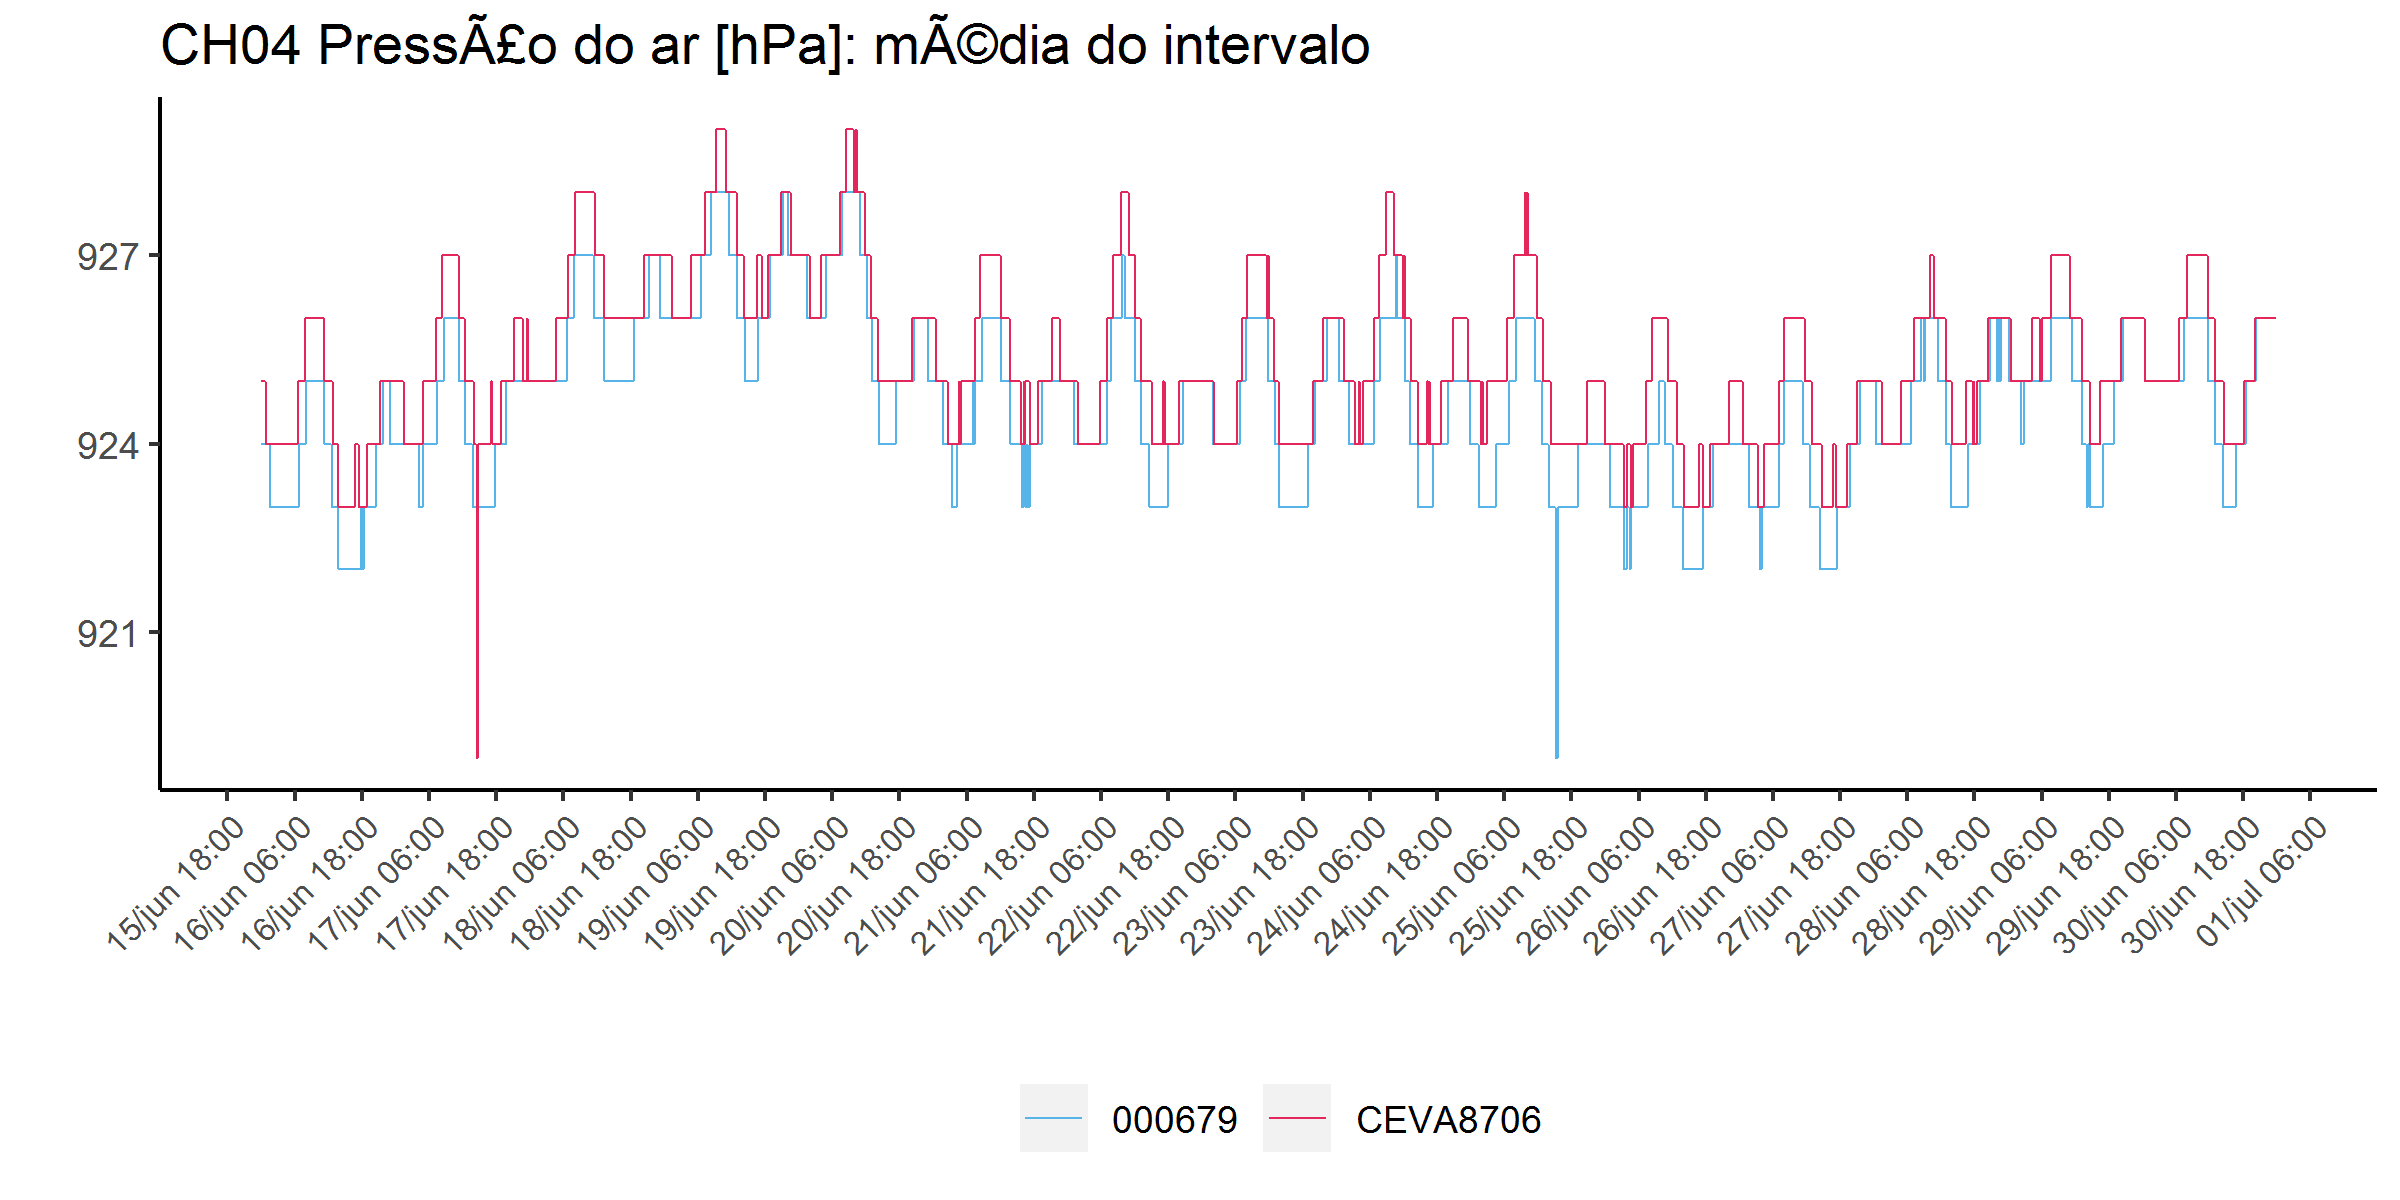 CH04 PressÃ£o do ar [hPa]: mÃ©dia do intervalo
927
924
921
15/jun 18:00
16/jun 06:00
16/jun 18:00
17/jun 06:00
17/jun 18:00
18/jun 06:00
18/jun 18:00
19/jun 06:00
19/jun 18:00
20/jun 06:00
20/jun 18:00
21/jun 06:00
21/jun 18:00
22/jun 06:00
22/jun 18:00
23/jun 06:00
23/jun 18:00
24/jun 06:00
24/jun 18:00
25/jun 06:00
25/jun 18:00
26/jun 06:00
26/jun 18:00
27/jun 06:00
27/jun 18:00
28/jun 06:00
28/jun 18:00
29/jun 06:00
29/jun 18:00
30/jun 06:00
30/jun 18:00
01/jul 06:00
000679 CEVA8706